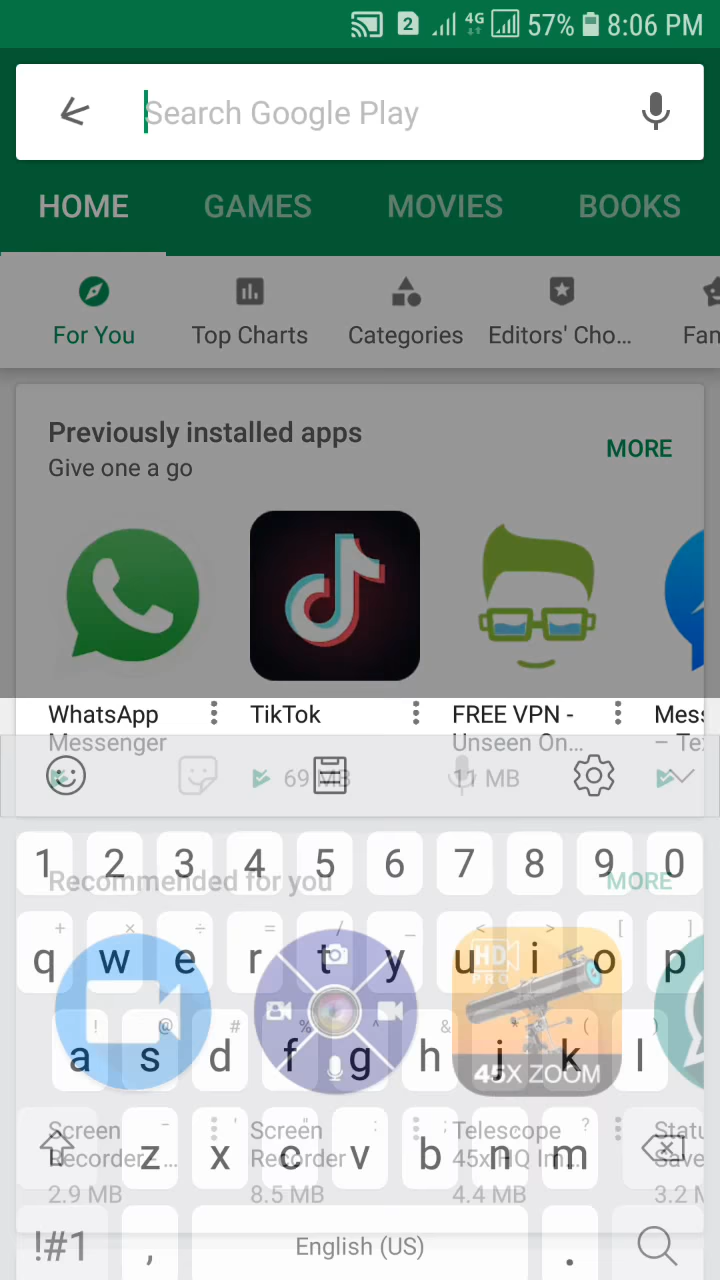 2 4G 57% 8:06 PM
Search Google Play
HOME GAMES MOVIES BOOKS
For You Top Charts Categories Editors' Cho... Fan
Previously installed apps
MORE
Give one a go
WhatsApp TikTok FREE VPN - Mess
Messenger Unseen On... – Te
69 MB 11 MB
1 2 3 4 5 6 7 8 9 0
Recommended for you MORE
+ × ÷ = / _ < > [ ]
q w e r t y u i o p
HD
PRO
! @ # % ^ & * ( )
a s d f g h j k l
45X ZOOM
- ' " : ; , ?
z x c v b n m
Screen Screen Telescope Statu
Recorder - ... Recorder 45x HQ Im... Save
2.9 MB 8.5 MB 4.4 MB 3.2 M
!#1 , English (US) .